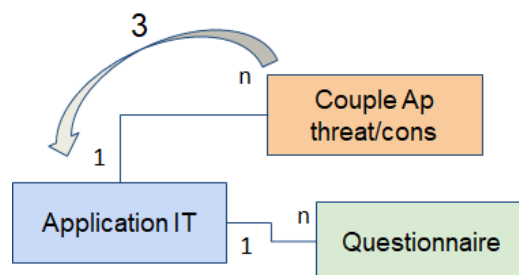 3
n
Couple Ap
threat/cons
1
Application IT
n
1
Questionnaire